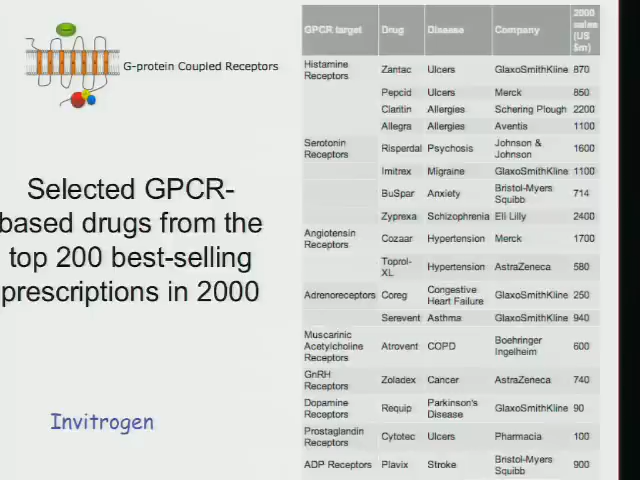 G-protein Coupled Receptors
Selected GPCR-
based drugs from the
top 200 best-selling
prescriptions in 2000
Invitrogen
GPCR target Drug Disease Company 2000 sales (US $m)
Histamine Receptors Zantac Ulcers GlaxoSmithKline 870
Pepcid Ulcers Merck 850
Claritin Allergies Schering Plough 2200
Allegra Allergies Aventis 1100
Serotonin Receptors Risperdal Psychosis Johnson & Johnson 1600
Imitrex Migraine GlaxoSmithKline 1100
BuSpar Anxiety Bristol-Myers Squibb 714
Zyprexa Schizophrenia Eli Lilly 2400
Angiotensin Receptors Cozaar Hypertension Merck 1700
Toprol-XL Hypertension AstraZeneca 580
Adrenoreceptors Coreg Congestive Heart Failure GlaxoSmithKline 250
Serevent Asthma GlaxoSmithKline 940
Muscarinic Acetylcholine Receptors Atrovent COPD Boehringer Ingelheim 600
GnRH Receptors Zoladex Cancer AstraZeneca 740
Dopamine Receptors Requip Parkinson's Disease GlaxoSmithKline 90
Prostaglandin Receptors Cytotec Ulcers Pharmacia 100
ADP Receptors Plavix Stroke Bristol-Myers Squibb 900